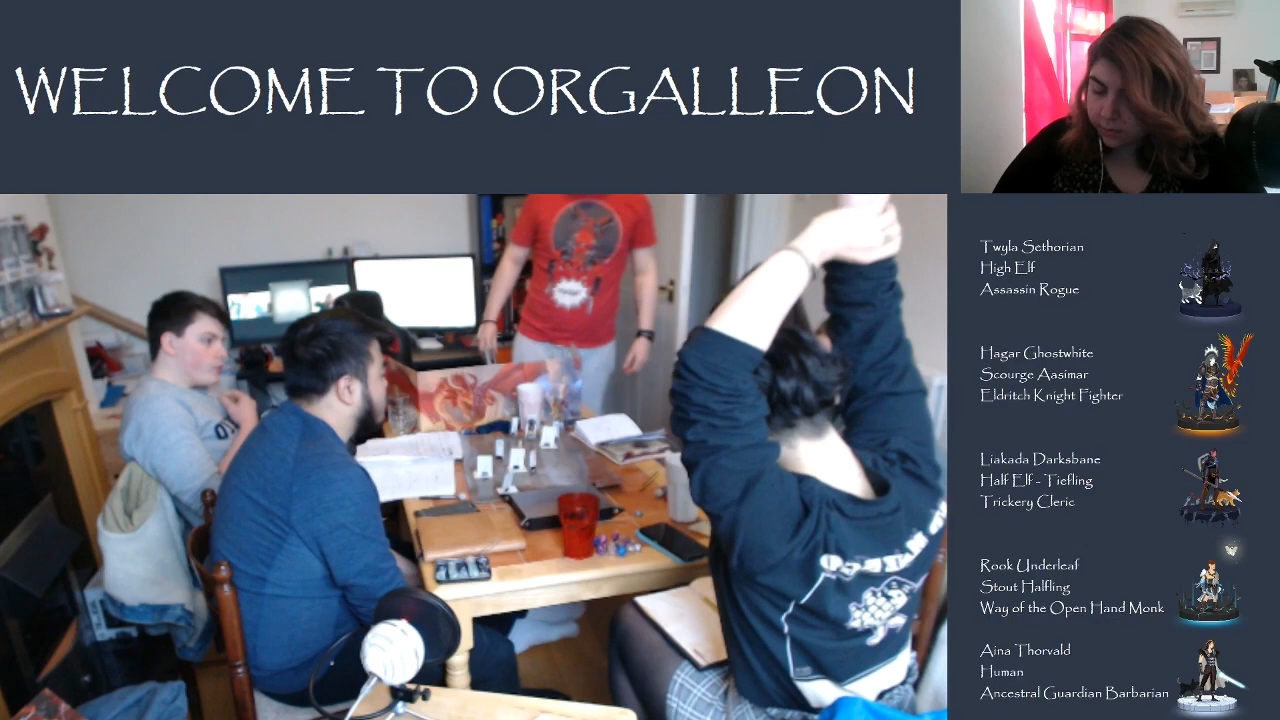 WELCOME TO ORGALLEON
Twyla Sethorian
High Elf
Assassin Rogue
Hagar Ghostwhite
Scourge Aasimar
Eldritch Knight Fighter
Liakada Darksbane
Half Elf - Tiefling
Trickery Cleric
Rook Underleaf
Stout Halfling
Way of the Open Hand Monk
Aina Thorvald
Human
Ancestral Guardian Barbarian